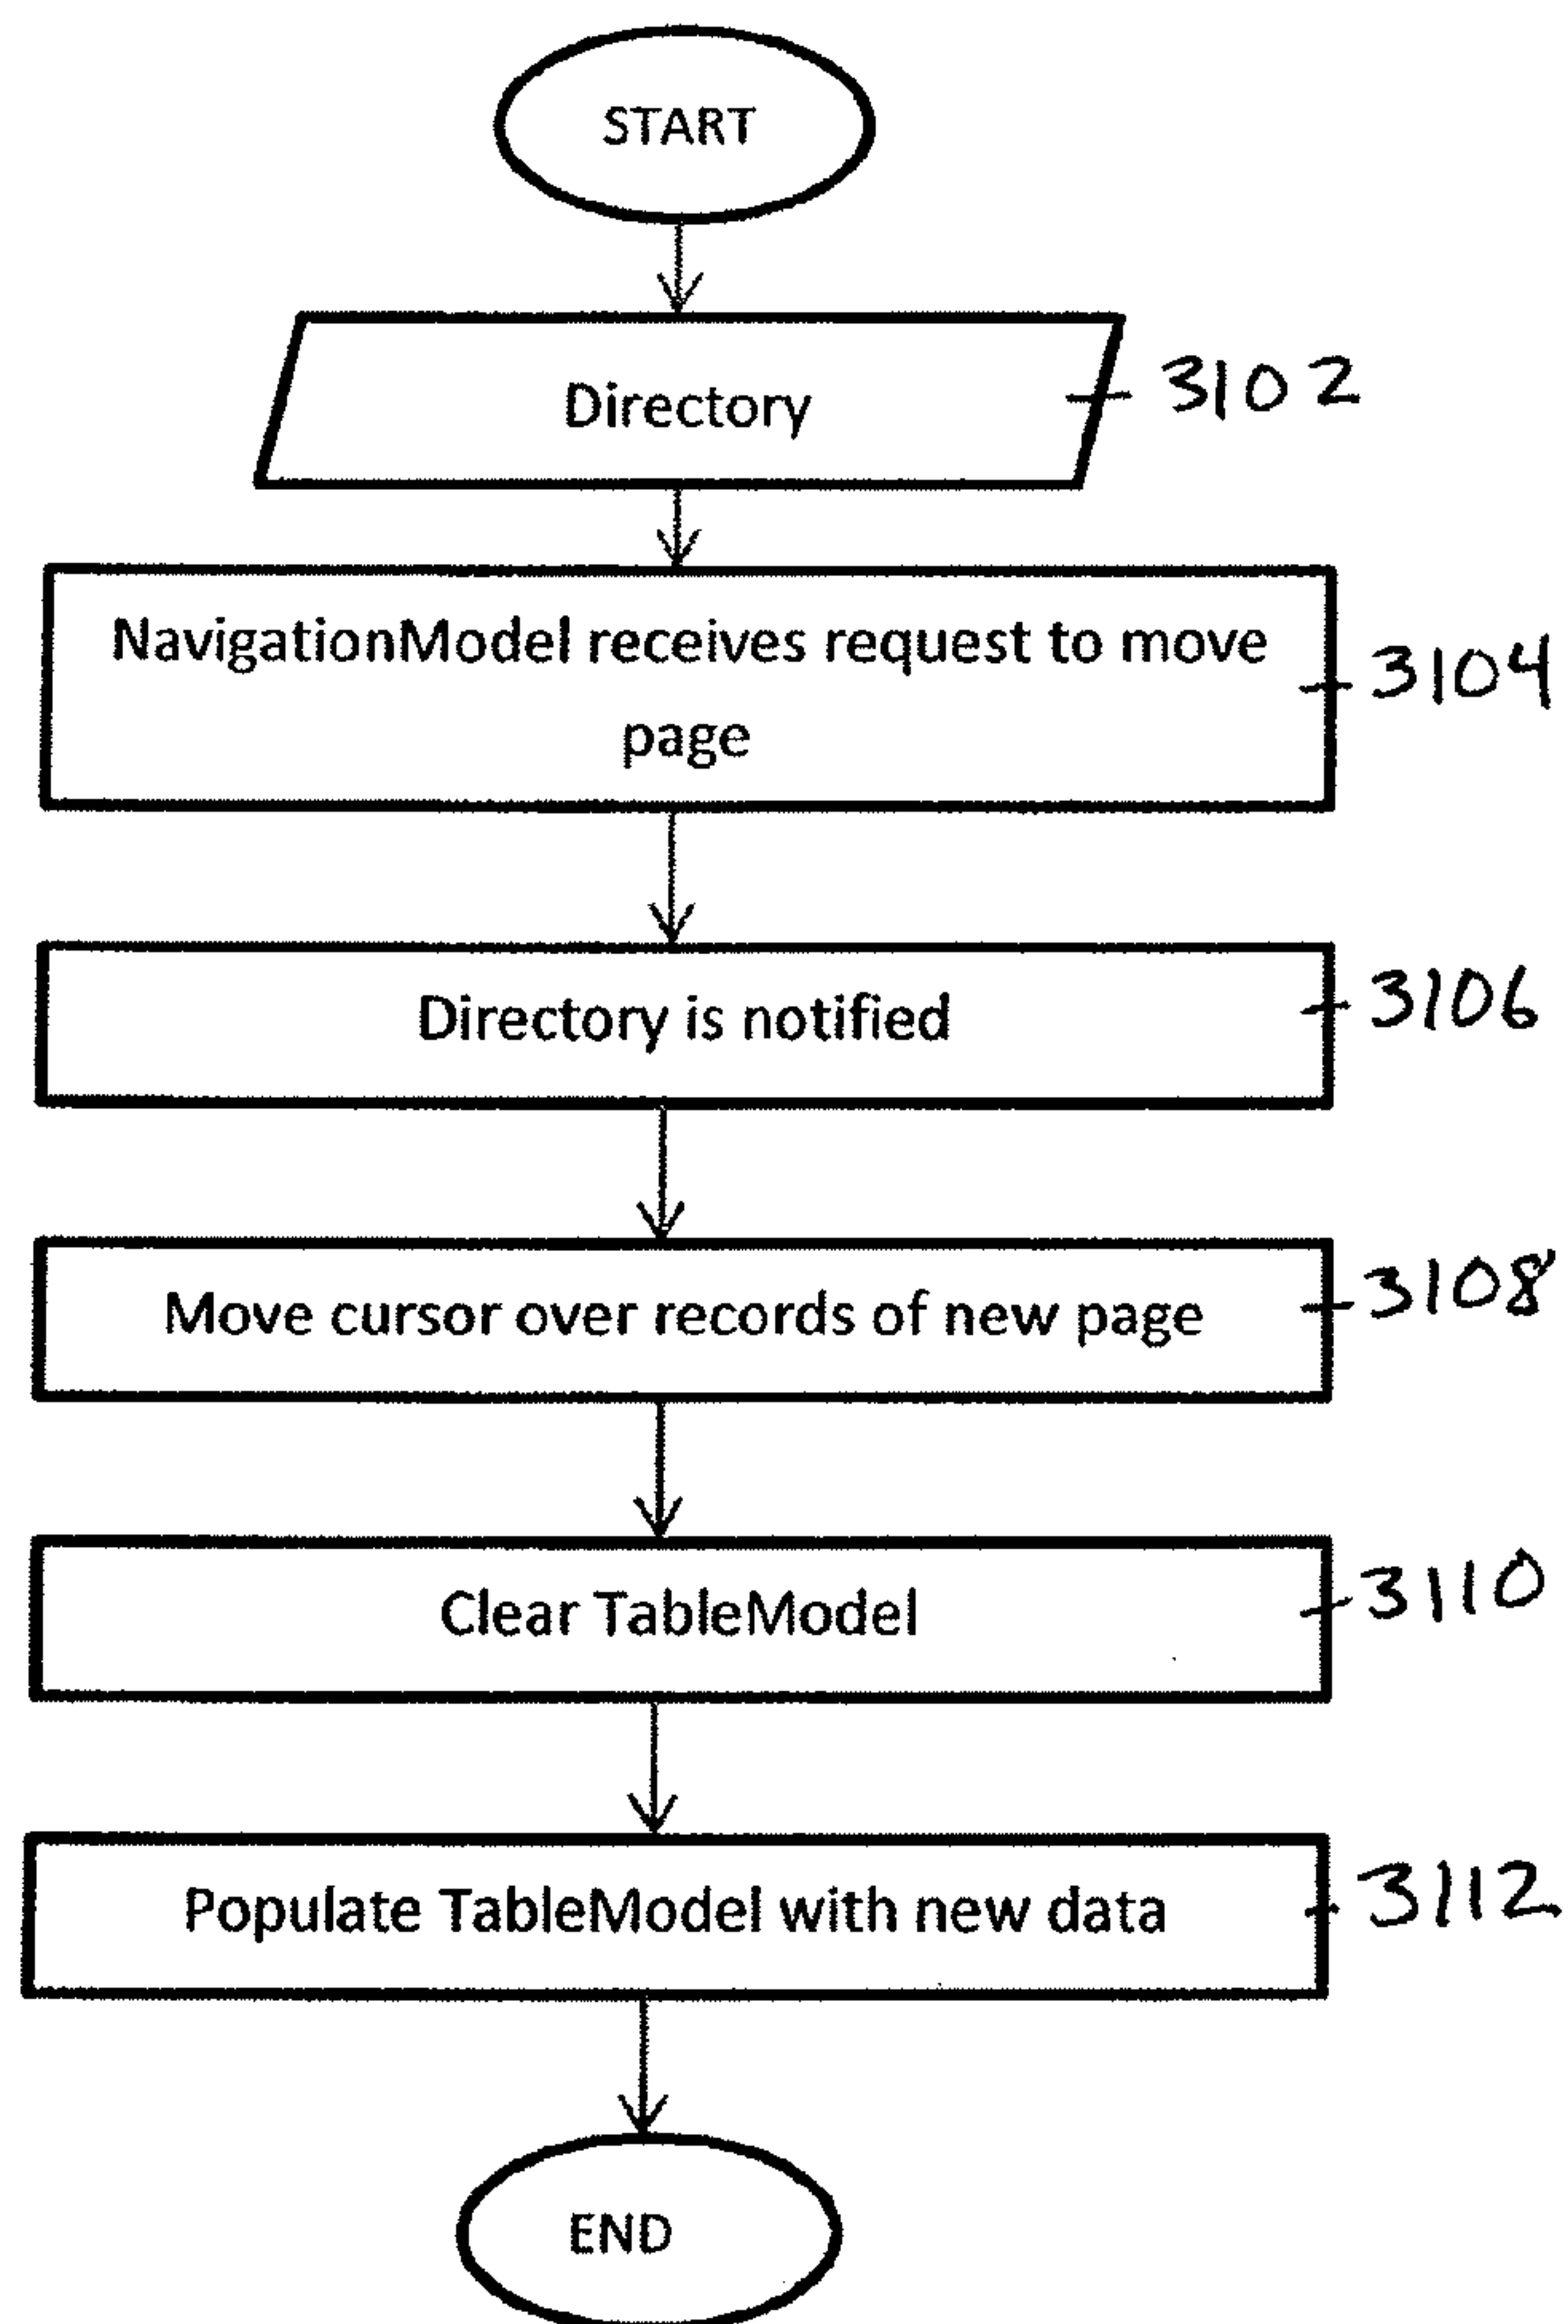 START
Directory
3102
NavigationModel receives request to move
page
3104
Directory is notified
3106
Move cursor over records of new page
3108
Clear TableModel
3110
Populate TableModel with new data
3112
END